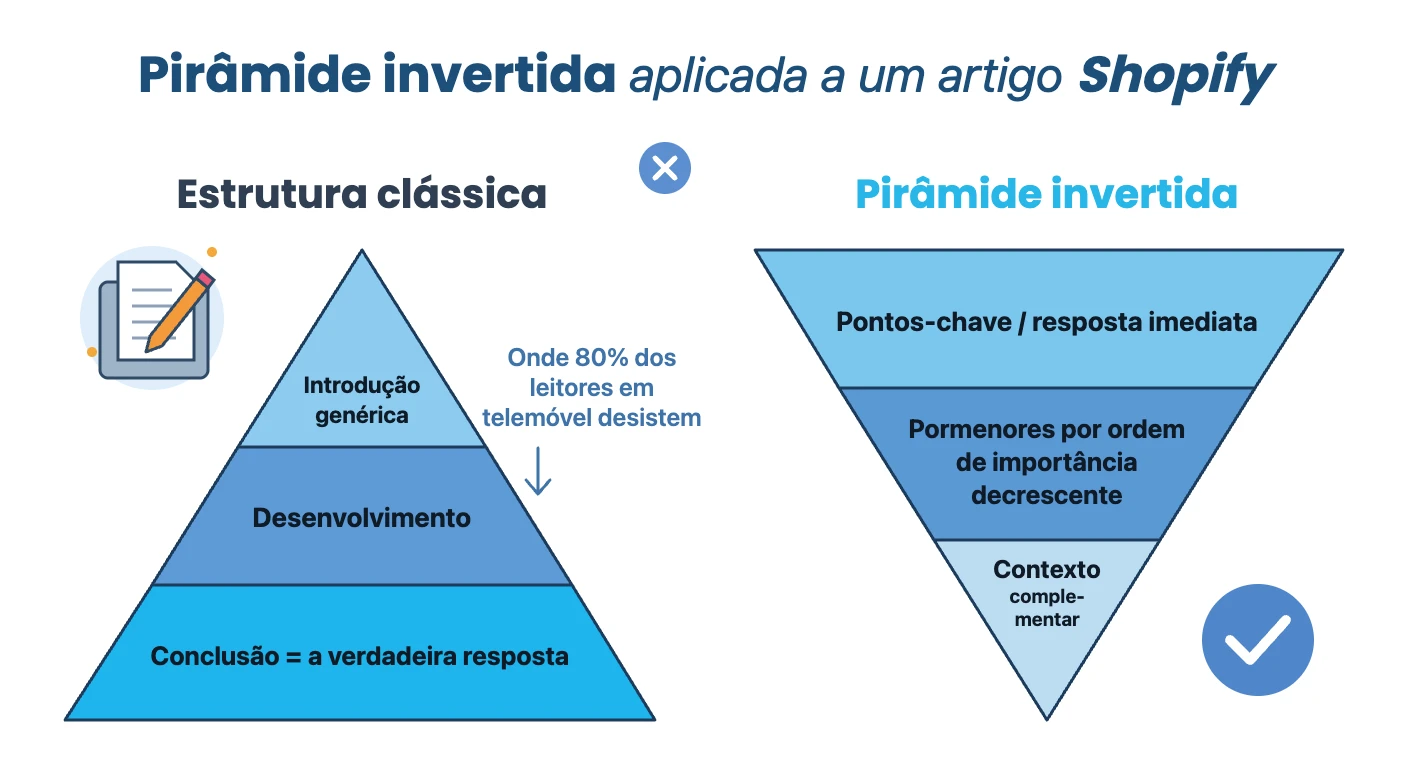 Pirâmide invertida aplicada a um artigo Shopify
Estrutura clássica
Introdução
genérica
Onde 80% dos
leitores em
telemóvel desistem
Desenvolvimento
Conclusão = a verdadeira resposta
Pirâmide invertida
Pontos-chave / resposta imediata
Pormenores por ordem
de importância
decrescente
Contexto
comple-
mentar